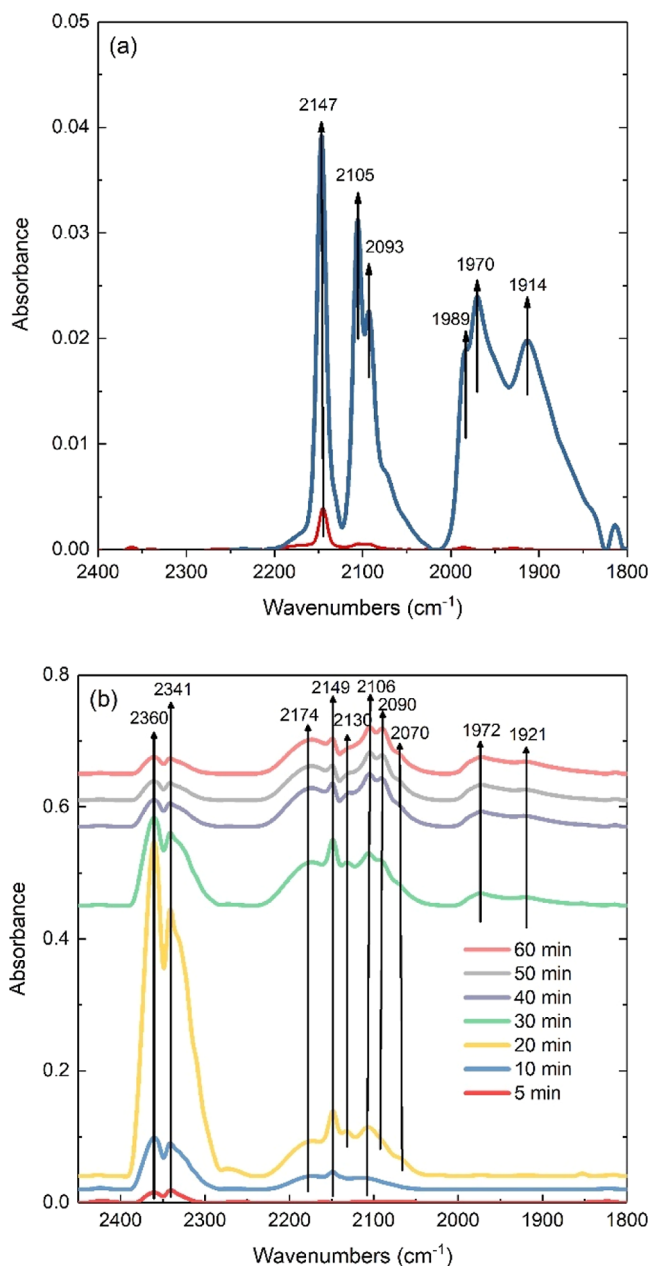 (a)
0.05
0.04
0.03
0.02
0.01
0.00
Absorbance
2147
2105
2093
1989
1970
1914
2400 2300 2200 2100 2000 1900 1800
Wavenumbers (cm⁻¹)
(b)
0.8
0.6
0.4
0.2
0.0
Absorbance
2360
2341
2174
2149
2130
2106
2090
2070
1972
1921
60 min
50 min
40 min
30 min
20 min
10 min
5 min
2400 2300 2200 2100 2000 1900 1800
Wavenumbers (cm⁻¹)